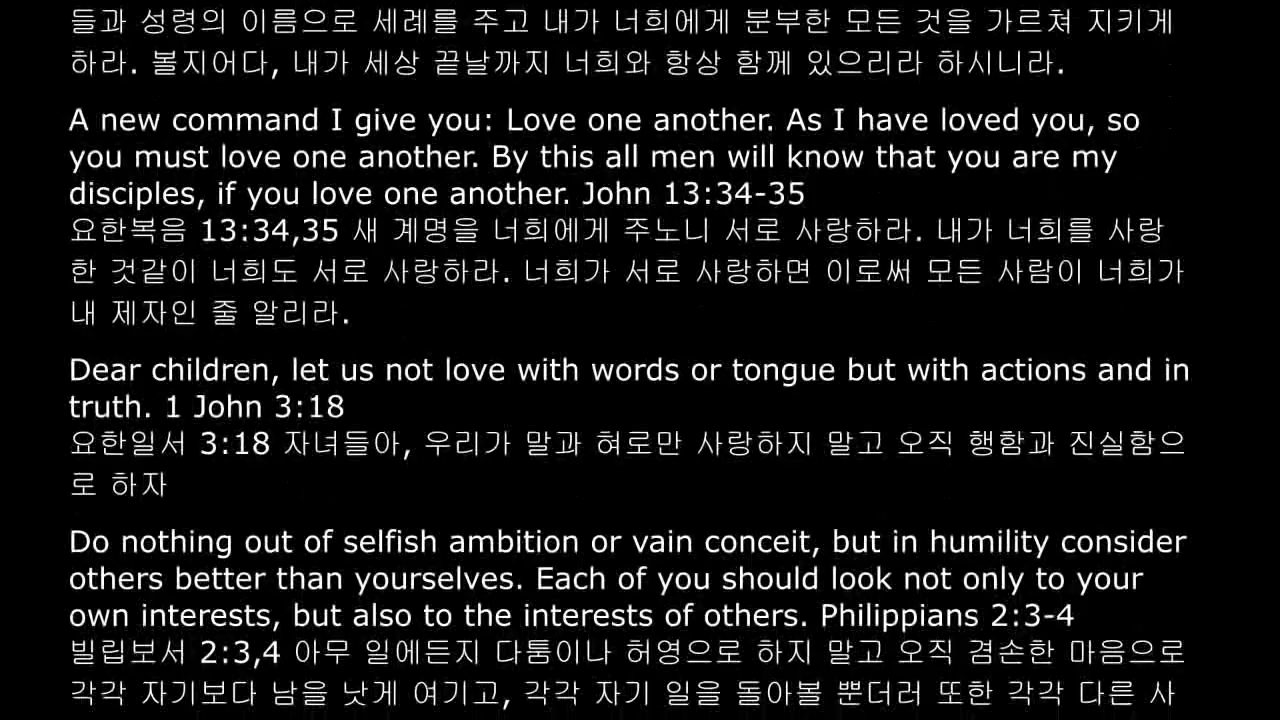 들과 성령의 이름으로 세례를 주고 내가 너희에게 분부한 모든 것을 가르쳐 지키게
하라. 볼지어다, 내가 세상 끝날까지 너희와 항상 함께 있으리라 하시니라.
A new command I give you: Love one another. As I have loved you, so
you must love one another. By this all men will know that you are my
disciples, if you love one another. John 13:34-35
요한복음 13:34,35 새 계명을 너희에게 주노니 서로 사랑하라. 내가 너희를 사랑
한 것같이 너희도 서로 사랑하라. 너희가 서로 사랑하면 이로써 모든 사람이 너희가
내 제자인 줄 알리라.
Dear children, let us not love with words or tongue but with actions and in
truth. 1 John 3:18
요한일서 3:18 자녀들아, 우리가 말과 혀로만 사랑하지 말고 오직 행함과 진실함으
로 하자
Do nothing out of selfish ambition or vain conceit, but in humility consider
others better than yourselves. Each of you should look not only to your
own interests, but also to the interests of others. Philippians 2:3-4
빌립보서 2:3,4 아무 일에든지 다툼이나 허영으로 하지 말고 오직 겸손한 마음으로
각각 자기보다 남을 낫게 여기고, 각각 자기 일을 돌아볼 뿐더러 또한 각각 다른 사